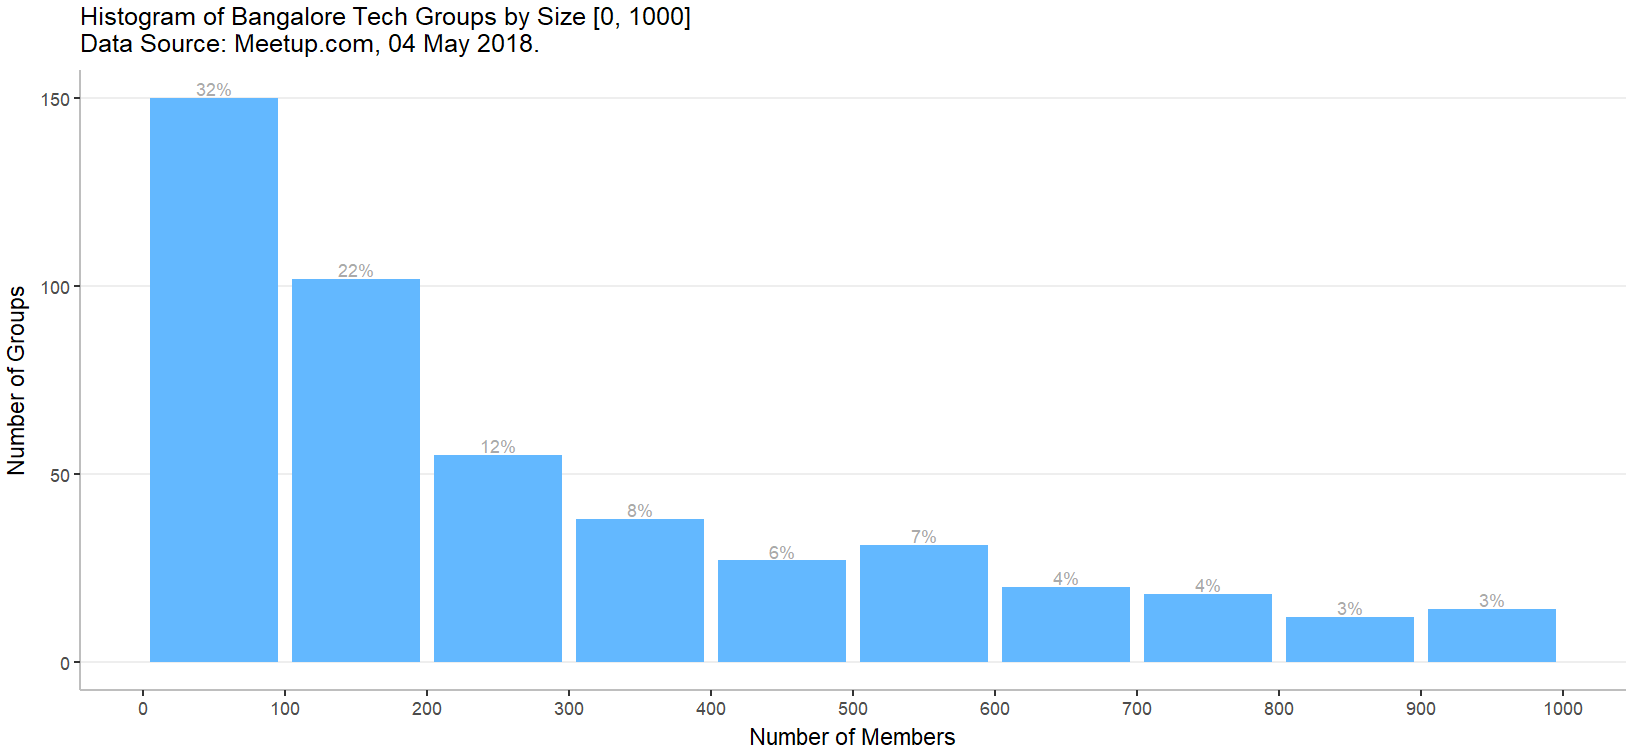 Histogram of Bangalore Tech Groups by Size [0, 1000]
Data Source: Meetup.com, 04 May 2018.
Number of Groups
150
100
50
0
32%
22%
12%
8%
6%
7%
4%
4%
3%
3%
0 100 200 300 400 500 600 700 800 900 1000
Number of Members